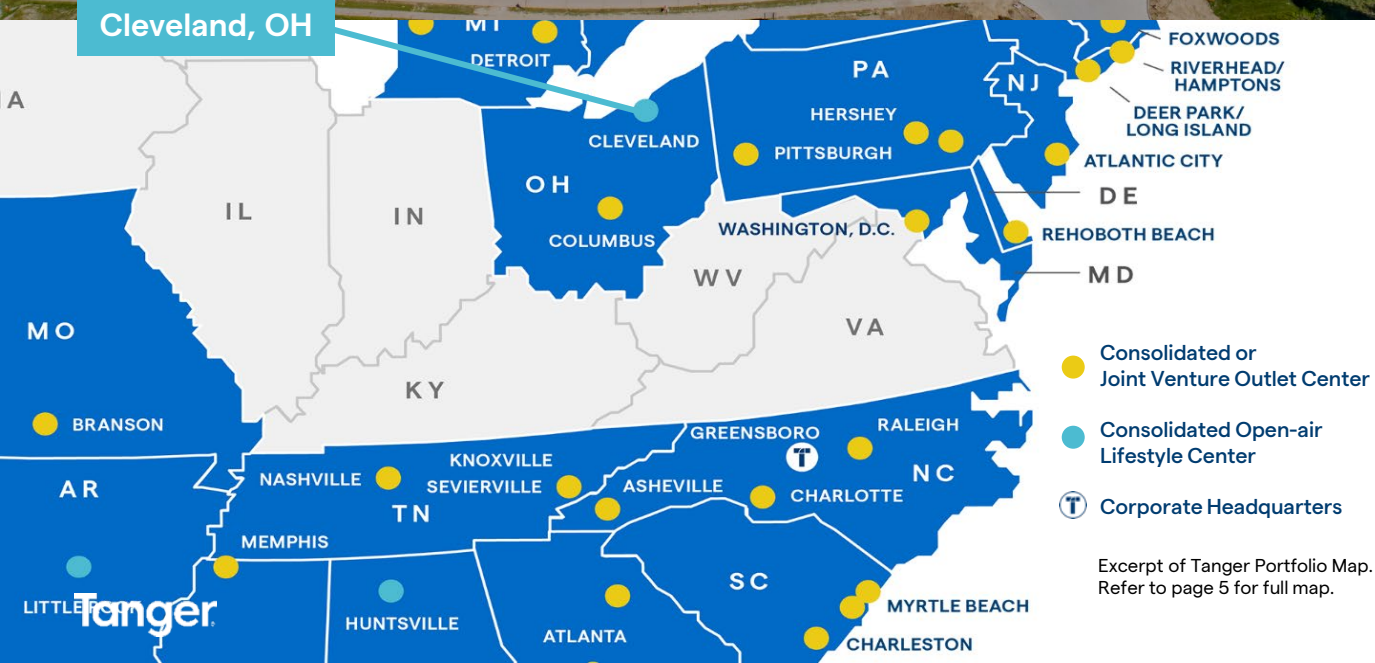 Cleveland, OH
MI
DETROIT
FOXWOODS
RIVERHEAD/
HAMPTONS
DEER PARK/
LONG ISLAND
PA
NJ
HERSHEY
CLEVELAND
PITTSBURGH
ATLANTIC CITY
IA
OH
DE
IL
IN
COLUMBUS
WASHINGTON, D.C.
REHOBOTH BEACH
WV
MD
MO
VA
Consolidated or
Joint Venture Outlet Center
KY
BRANSON
GREENSBORO
RALEIGH
Consolidated Open-air
Lifestyle Center
KNOXVILLE
NASHVILLE
SEVIERVILLE
ASHEVILLE
NC
AR
CHARLOTTE
T
T
Corporate Headquarters
TN
MEMPHIS
Excerpt of Tanger Portfolio Map.
Refer to page 5 for full map.
SC
LITTLE ROCK
Tanger
HUNTSVILLE
MYRTLE BEACH
ATLANTA
CHARLESTON